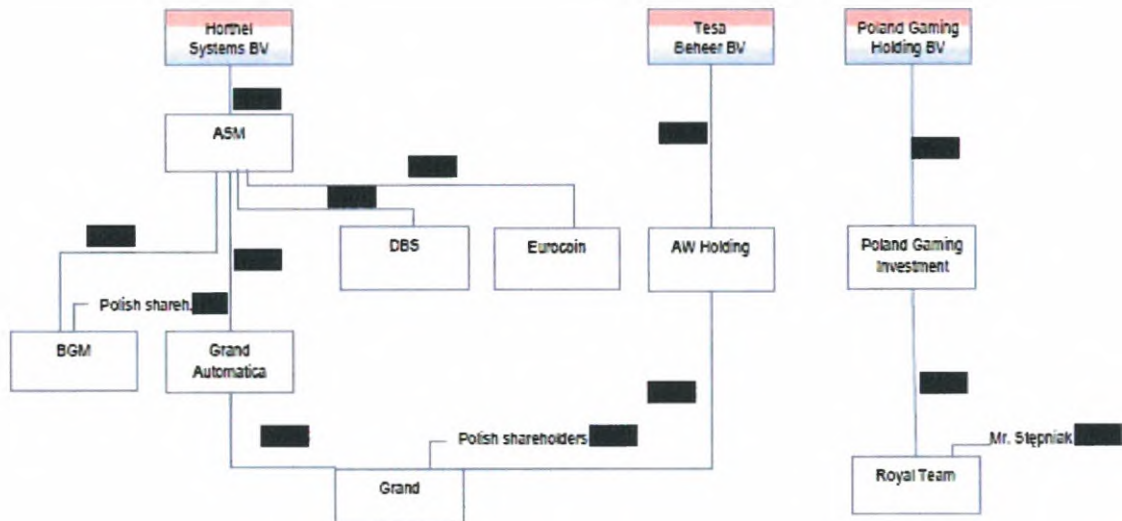 Horthel
Systems BV
Tesa
Beheer BV
Poland Gaming
Holding BV
ASM
DBS
Eurocoin
AW Holding
Poland Gaming
Investment
Polish shareh.
BGM
Grand
Automatica
Polish shareholders
Mr. Stępniak
Grand
Royal Team